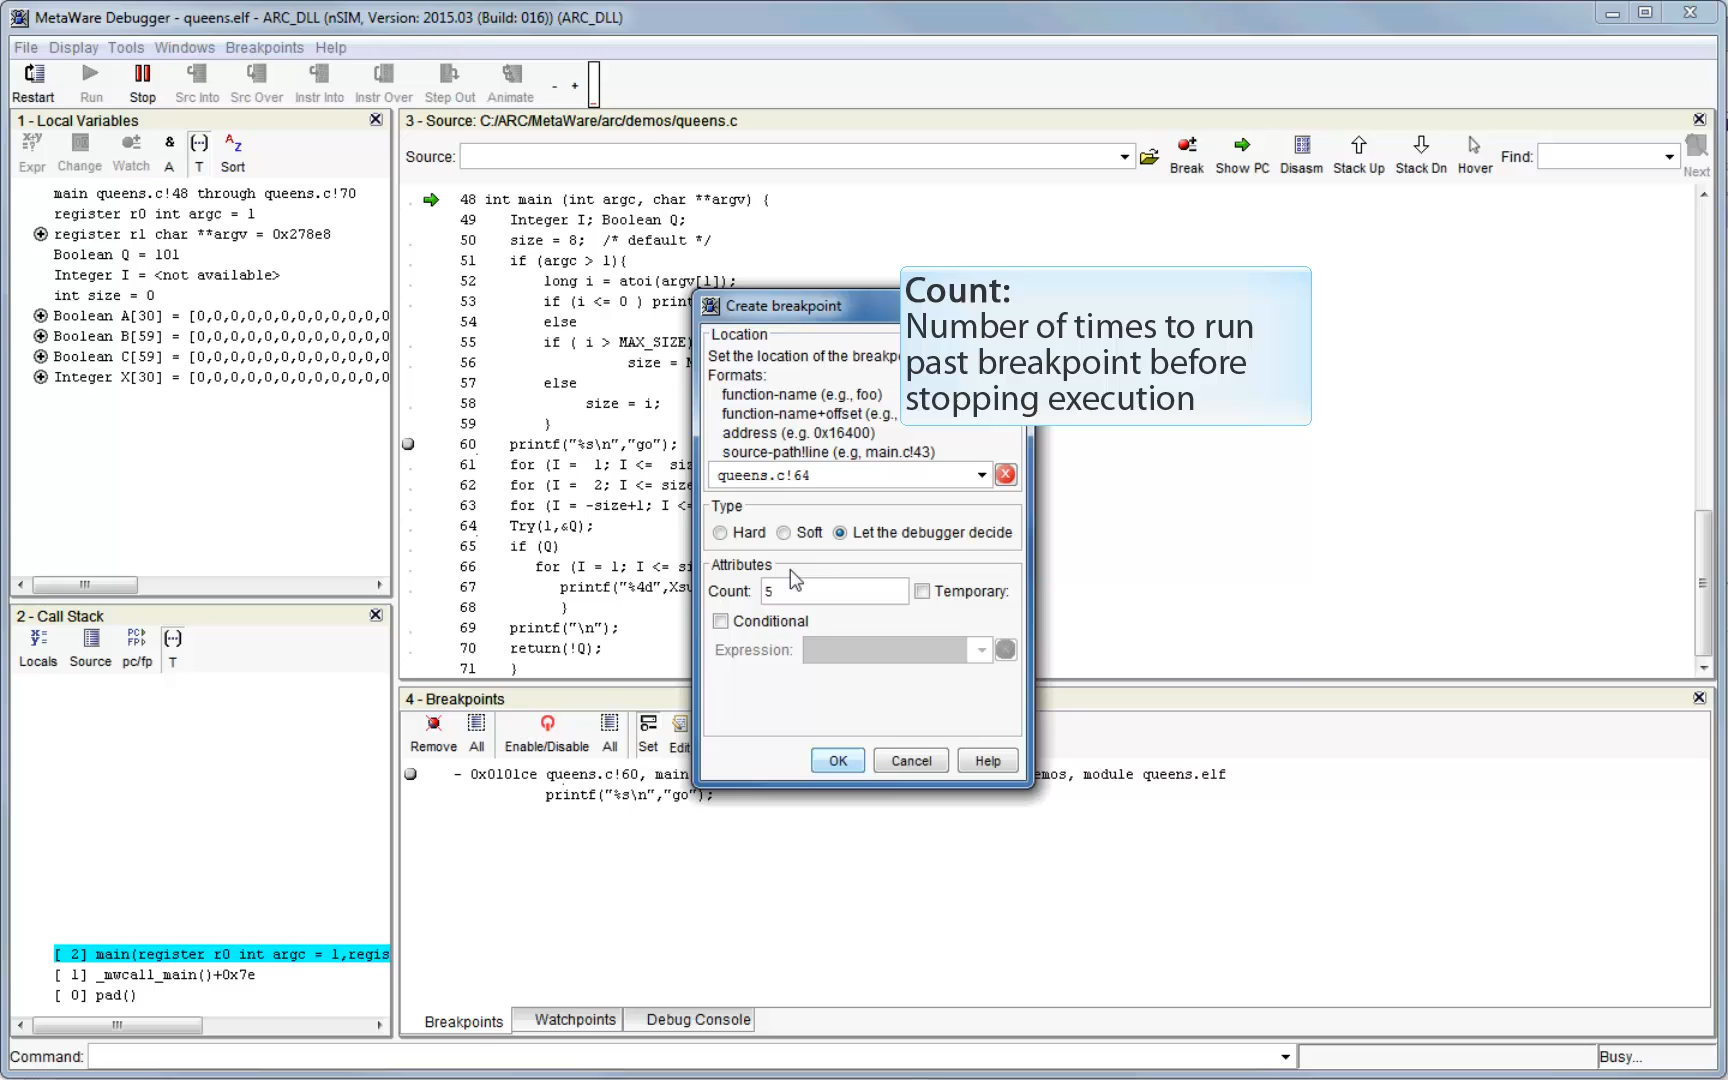 MetaWare Debugger - queens.elf - ARC_DLL (nSIM, Version: 2015.03 (Build: 016)) (ARC_DLL)
File Display Tools Windows Breakpoints Help
Restart Run Stop Src Into Src Over Instr Into Instr Over Step Out Animate - +
1 - Local Variables
Expr Change Watch & A T Sort
main queens.c!48 through queens.c!70
register r0 int argc = 1
register r1 char **argv = 0x278e8
Boolean Q = 101
Integer I = <not available>
int size = 0
Boolean A[30] = [0,0,0,0,0,0,0,0,0,0
Boolean B[59] = [0,0,0,0,0,0,0,0,0,0
Boolean C[59] = [0,0,0,0,0,0,0,0,0,0
Integer X[30] = [0,0,0,0,0,0,0,0,0,0
2 - Call Stack
Locals Source pc/fp T
[ 2] main(register r0 int argc = 1,regis
[ 1] _mwcall_main()+0x7e
[ 0] pad()
3 - Source: C:/ARC/MetaWare/arc/demos/queens.c
Source: Break Show PC Disasm Stack Up Stack Dn Hover Find: Next
48 int main (int argc, char **argv) {
49 Integer I; Boolean Q;
50 size = 8; /* default */
51 if (argc > 1){
52 long i = atoi(argv[1]);
53 if (i <= 0 ) print
54 else
55 if ( i > MAX_SIZE)
56 size = M
57 else
58 size = i;
59 }
60 printf("%s\n","go");
61 for (I = 1; I <= siz
62 for (I = 2; I <= size
63 for (I = -size+1; I <=
64 Try(1,&Q);
65 if (Q)
66 for (I = 1; I <= si
67 printf("%4d",Xsu
68 }
69 printf("\n");
70 return(!Q);
71 }
Create breakpoint
Location
Set the location of the breakpo
Formats:
function-name (e.g., foo)
function-name+offset (e.g.,
address (e.g. 0x16400)
source-path!line (e.g, main.c!43)
queens.c!64
Type
Hard Soft Let the debugger decide
Attributes
Count: 5 Temporary:
Conditional
Expression:
OK Cancel Help
Count:
Number of times to run
past breakpoint before
stopping execution
4 - Breakpoints
Remove All Enable/Disable All Set Edit
- 0x0101ce queens.c!60, main emos, module queens.elf
printf("%s\n","go");
Breakpoints Watchpoints Debug Console
Command: Busy...